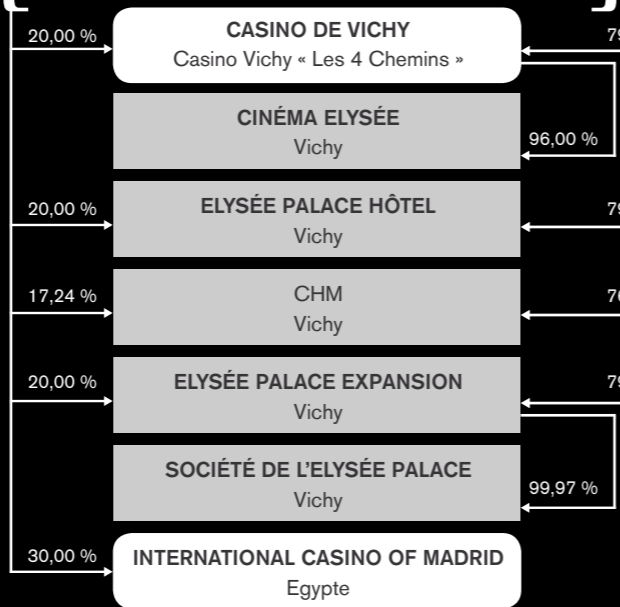 20,00 %
CASINO DE VICHY
Casino Vichy « Les 4 Chemins »
CINÉMA ELYSÉE
Vichy
96,00 %
20,00 %
ELYSÉE PALACE HÔTEL
Vichy
17,24 %
CHM
Vichy
20,00 %
ELYSÉE PALACE EXPANSION
Vichy
SOCIÉTÉ DE L'ELYSÉE PALACE
Vichy
99,97 %
30,00 %
INTERNATIONAL CASINO OF MADRID
Egypte